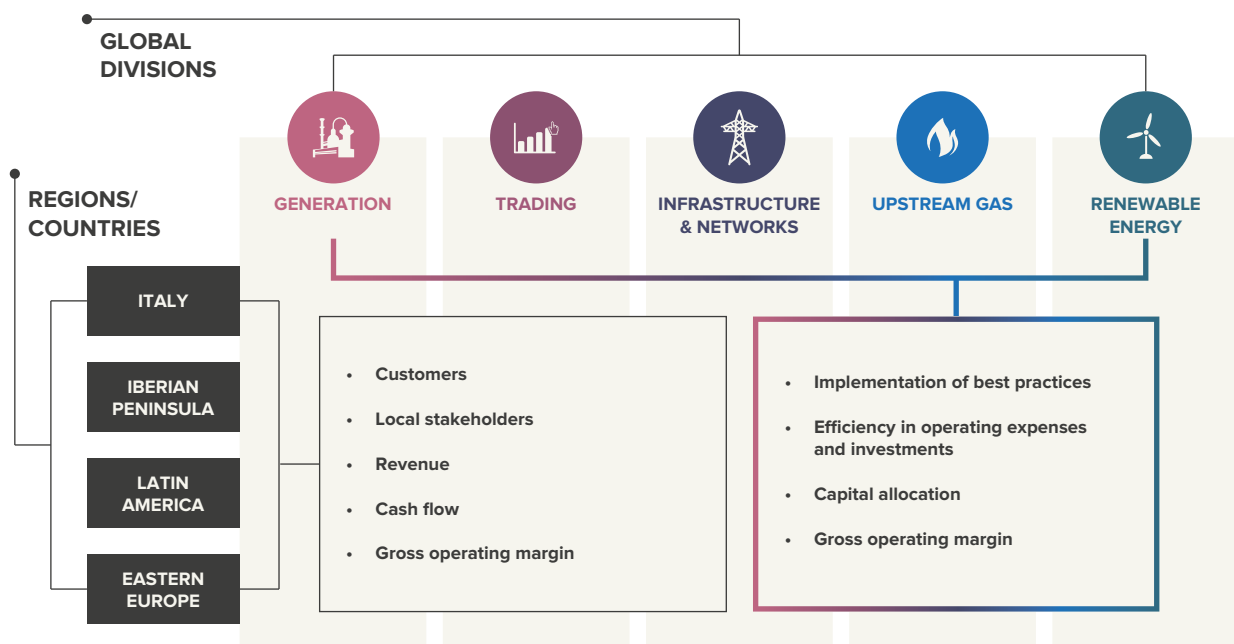 GLOBAL
DIVISIONS
GENERATION
TRADING
INFRASTRUCTURE
& NETWORKS
UPSTREAM GAS
RENEWABLE
ENERGY
REGIONS/
COUNTRIES
ITALY
IBERIAN
PENINSULA
LATIN
AMERICA
EASTERN
EUROPE
• Customers
• Local stakeholders
• Revenue
• Cash flow
• Gross operating margin
• Implementation of best practices
• Efficiency in operating expenses
and investments
• Capital allocation
• Gross operating margin